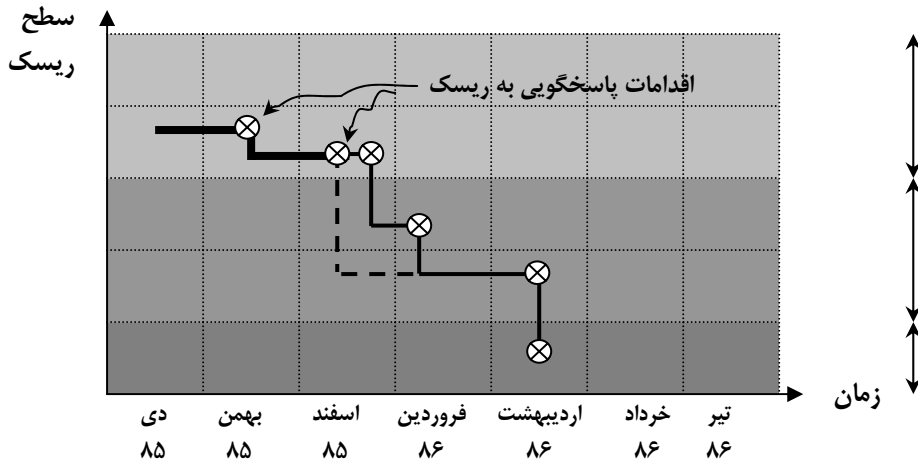 سطح
ریسک
اقدامات پاسخگویی به ریسک
زمان
دی
۸۵
بهمن
۸۵
اسفند
۸۵
فروردین
۸۶
اردیبهشت
۸۶
خرداد
۸۶
تیر
۸۶